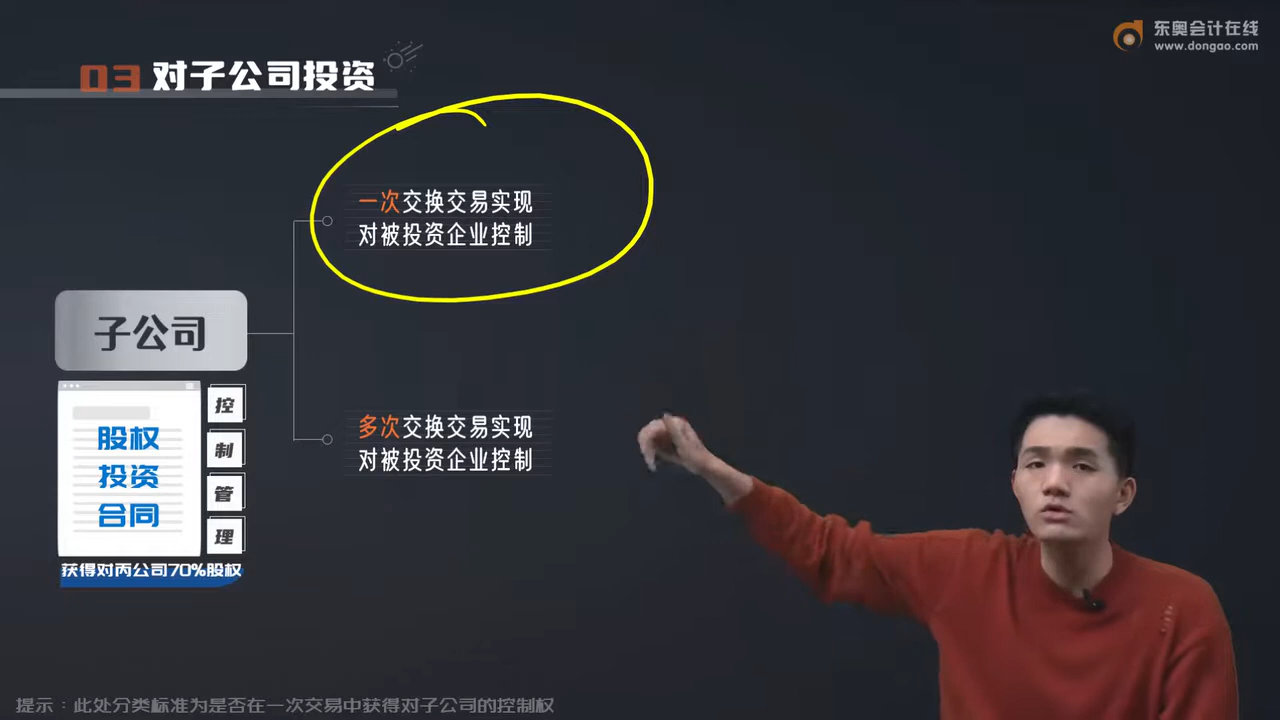 东奥会计在线
www.dongao.com
03 对子公司投资
一次交换交易实现
对被投资企业控制
子公司
多次交换交易实现
对被投资企业控制
股权
投资
合同
控
制
管
理
获得对丙公司70%股权
提示：此处分类标准为是否在一次交易中获得对子公司的控制权